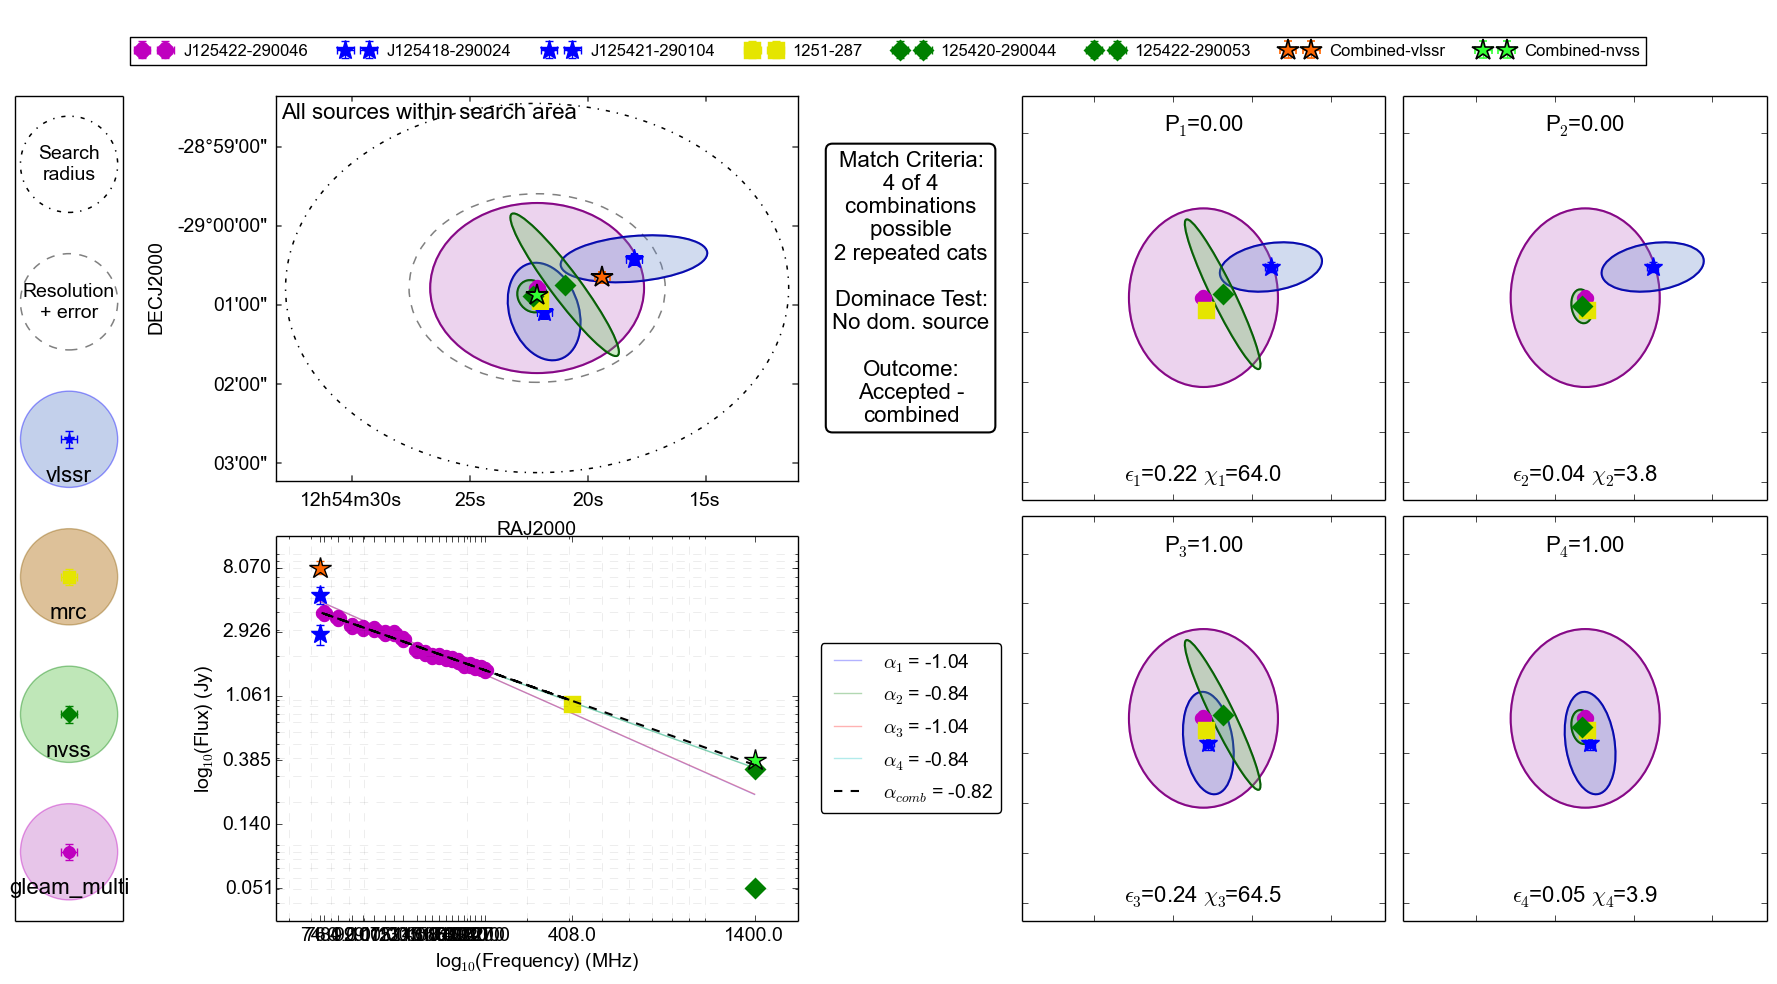 J125422-290046 J125418-290024 J125421-290104 1251-287 125420-290044 125422-290053 Combined-vlssr Combined-nvss
Search
radius
Resolution
+ error
vlssr
mrc
nvss
gleam_multi
All sources within search area
DECJ2000
-28°59'00"
-29°00'00"
01'00"
02'00"
03'00"
12h54m30s 25s 20s 15s
RAJ2000
Match Criteria:
4 of 4
combinations
possible
2 repeated cats
Dominace Test:
No dom. source
Outcome:
Accepted -
combined
P1=0.00
ϵ1=0.22 χ1=64.0
P2=0.00
ϵ2=0.04 χ2=3.8
log10(Flux) (Jy)
8.070
2.926
1.061
0.385
0.140
0.051
408.0 1400.0
log10(Frequency) (MHz)
α1 = -1.04
α2 = -0.84
α3 = -1.04
α4 = -0.84
αcomb = -0.82
P3=1.00
ϵ3=0.24 χ3=64.5
P4=1.00
ϵ4=0.05 χ4=3.9